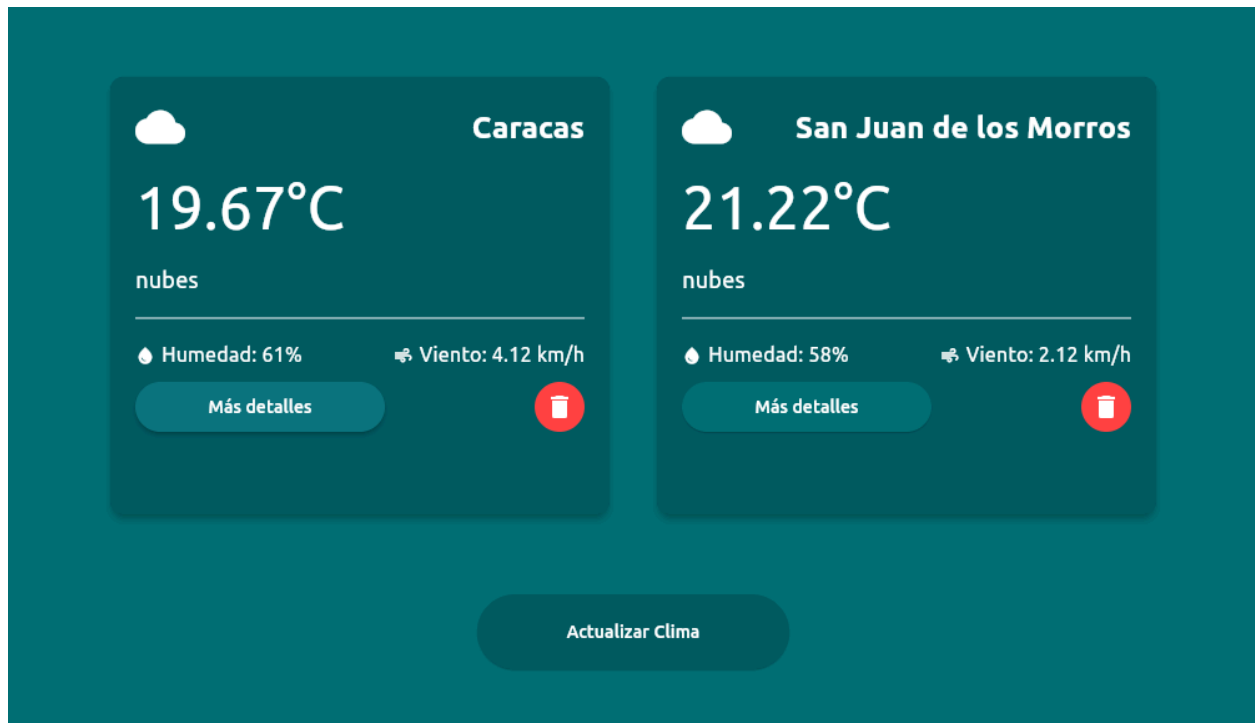 Caracas
19.67°C
nubes
Humedad: 61% Viento: 4.12 km/h
Más detalles
San Juan de los Morros
21.22°C
nubes
Humedad: 58% Viento: 2.12 km/h
Más detalles
Actualizar Clima